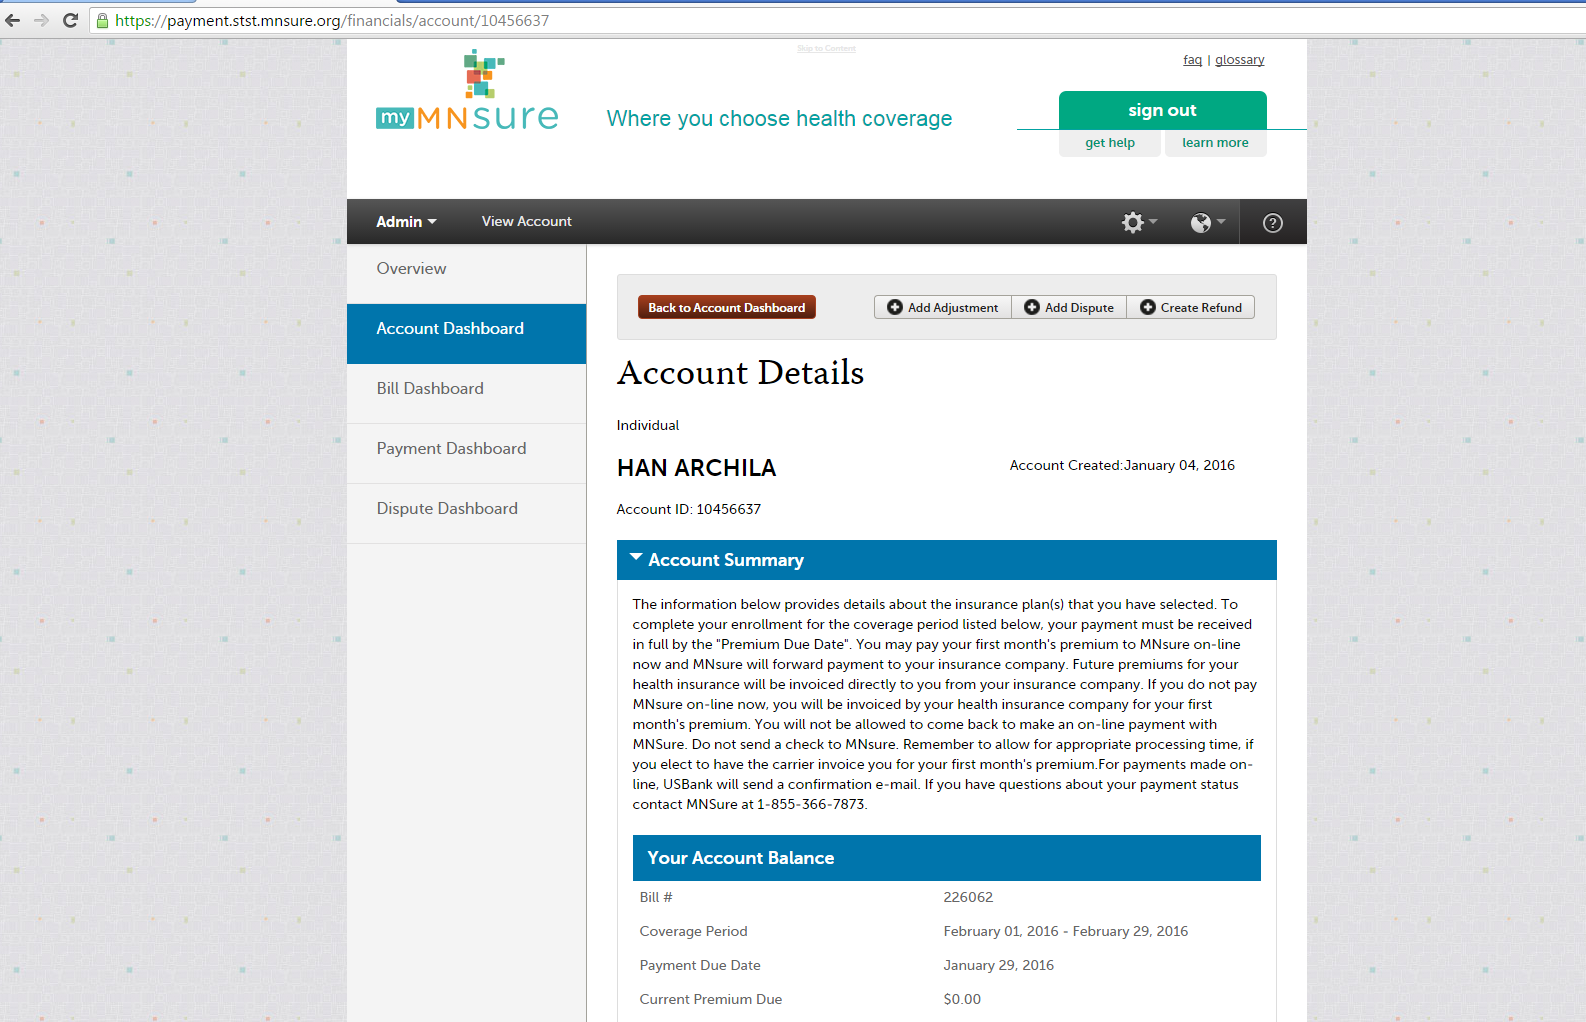 https://payment.stst.mnsure.org/financials/account/10456637
Skip to Content
faq | glossary
my MNsure
Where you choose health coverage
sign out
get help
learn more
Admin
View Account
Overview
Account Dashboard
Bill Dashboard
Payment Dashboard
Dispute Dashboard
Back to Account Dashboard
Add Adjustment
Add Dispute
Create Refund
Account Details
Individual
HAN ARCHILA
Account Created:January 04, 2016
Account ID: 10456637
Account Summary
The information below provides details about the insurance plan(s) that you have selected. To
complete your enrollment for the coverage period listed below, your payment must be received
in full by the "Premium Due Date". You may pay your first month's premium to MNsure on-line
now and MNsure will forward payment to your insurance company. Future premiums for your
health insurance will be invoiced directly to you from your insurance company. If you do not pay
MNsure on-line now, you will be invoiced by your health insurance company for your first
month's premium. You will not be allowed to come back to make an on-line payment with
MNSure. Do not send a check to MNsure. Remember to allow for appropriate processing time, if
you elect to have the carrier invoice you for your first month's premium.For payments made on-
line, USBank will send a confirmation e-mail. If you have questions about your payment status
contact MNSure at 1-855-366-7873.
Your Account Balance
Bill # 226062
Coverage Period February 01, 2016 - February 29, 2016
Payment Due Date January 29, 2016
Current Premium Due $0.00